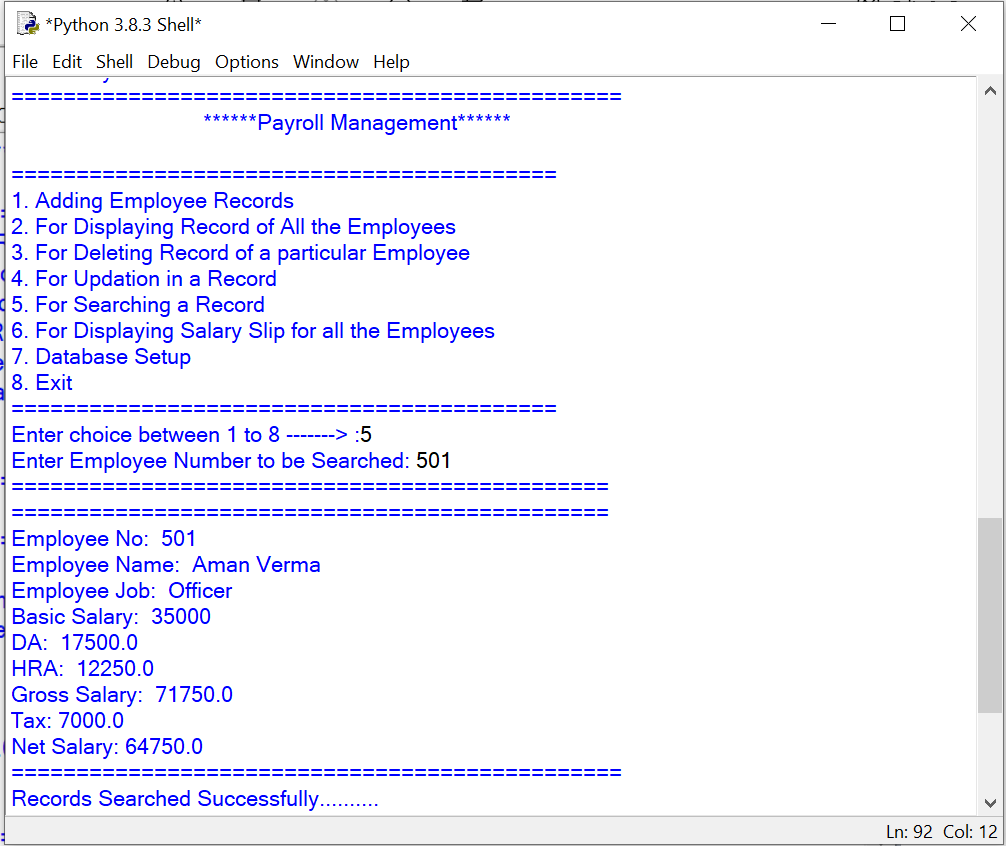 *Python 3.8.3 Shell*
File Edit Shell Debug Options Window Help
===============================================
******Payroll Management******
==========================================
1. Adding Employee Records
2. For Displaying Record of All the Employees
3. For Deleting Record of a particular Employee
4. For Updation in a Record
5. For Searching a Record
6. For Displaying Salary Slip for all the Employees
7. Database Setup
8. Exit
==========================================
Enter choice between 1 to 8 -------> :5
Enter Employee Number to be Searched: 501
==============================================
==============================================
Employee No:  501
Employee Name:  Aman Verma
Employee Job:  Officer
Basic Salary:  35000
DA:  17500.0
HRA:  12250.0
Gross Salary:  71750.0
Tax: 7000.0
Net Salary: 64750.0
===============================================
Records Searched Successfully..........
Ln: 92 Col: 12